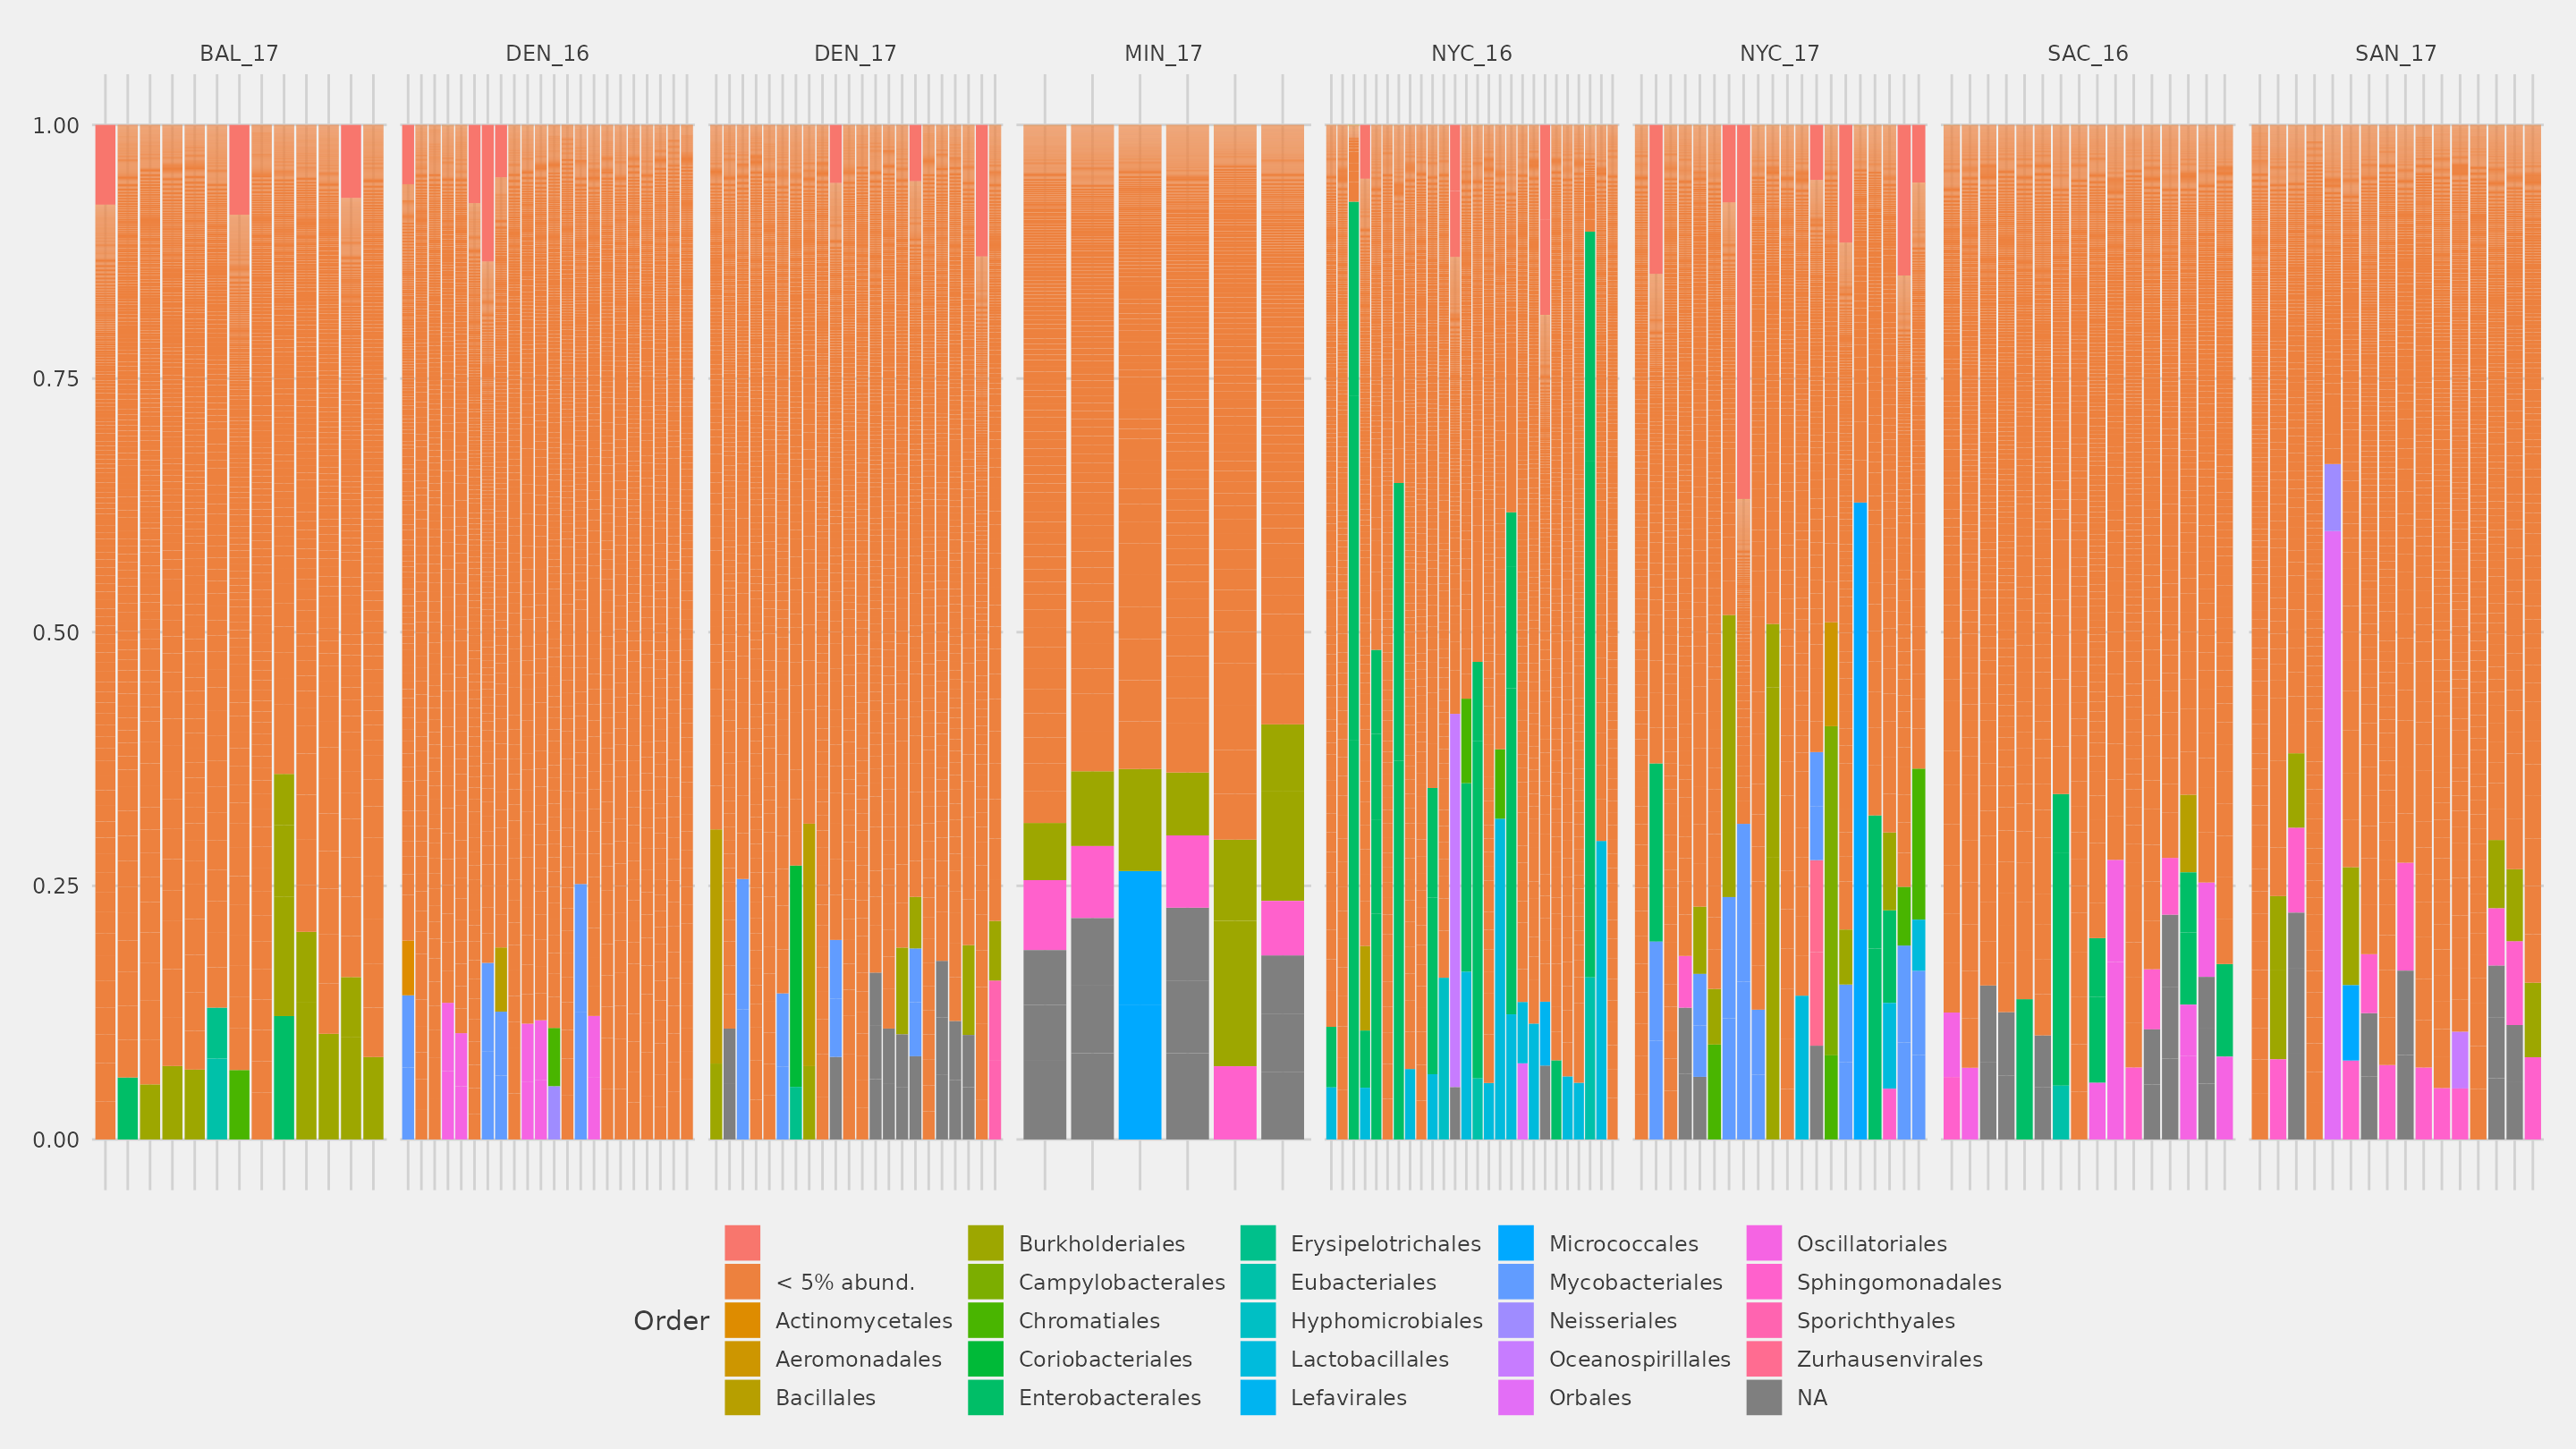 BAL_17 DEN_16 DEN_17 MIN_17 NYC_16 NYC_17 SAC_16 SAN_17
1.00
0.75
0.50
0.25
0.00
Order
< 5% abund.
Actinomycetales
Aeromonadales
Bacillales
Burkholderiales
Campylobacterales
Chromatiales
Coriobacteriales
Enterobacterales
Erysipelotrichales
Eubacteriales
Hyphomicrobiales
Lactobacillales
Lefavirales
Micrococcales
Mycobacteriales
Neisseriales
Oceanospirillales
Orbales
Oscillatoriales
Sphingomonadales
Sporichthyales
Zurhausenvirales
NA